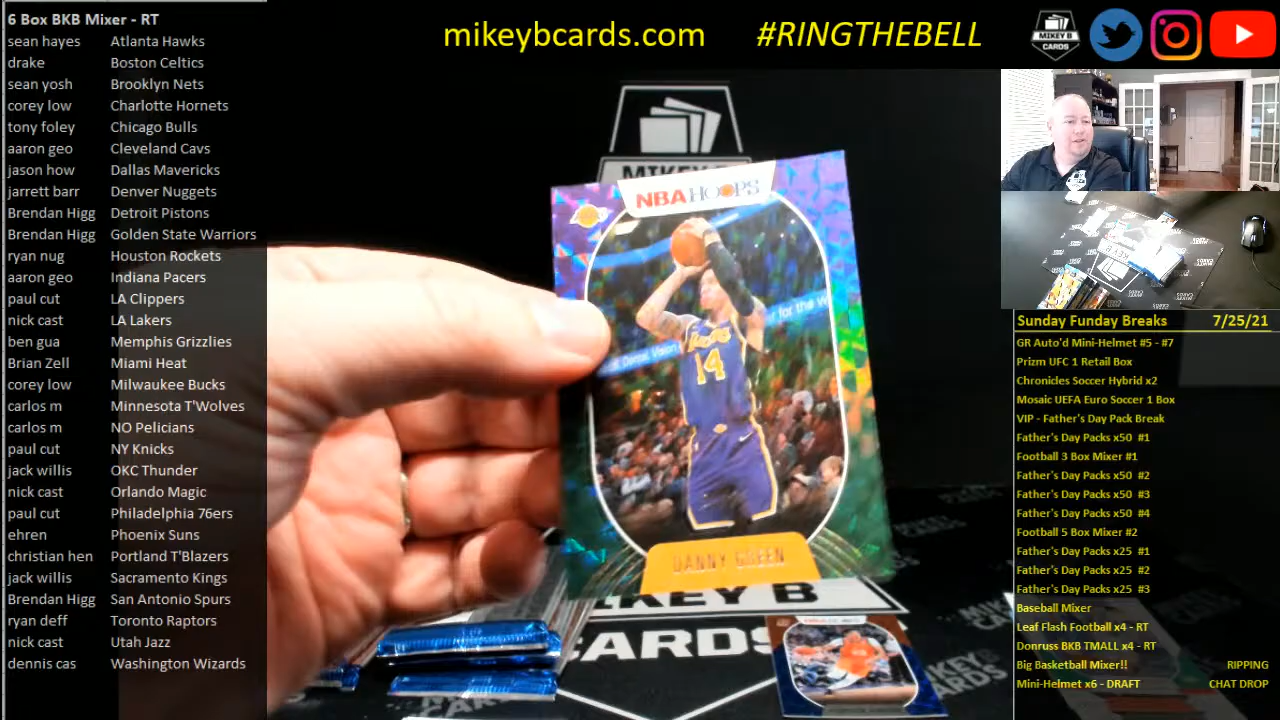 6 Box BKB Mixer - RT
sean hayes Atlanta Hawks
drake Boston Celtics
sean yosh Brooklyn Nets
corey low Charlotte Hornets
tony foley Chicago Bulls
aaron geo Cleveland Cavs
jason how Dallas Mavericks
jarrett barr Denver Nuggets
Brendan Higg Detroit Pistons
Brendan Higg Golden State Warriors
ryan nug Houston Rockets
aaron geo Indiana Pacers
paul cut LA Clippers
nick cast LA Lakers
ben gua Memphis Grizzlies
Brian Zell Miami Heat
corey low Milwaukee Bucks
carlos m Minnesota T'Wolves
carlos m NO Pelicians
paul cut NY Knicks
jack willis OKC Thunder
nick cast Orlando Magic
paul cut Philadelphia 76ers
ehren Phoenix Suns
christian hen Portland T'Blazers
jack willis Sacramento Kings
Brendan Higg San Antonio Spurs
ryan deff Toronto Raptors
nick cast Utah Jazz
dennis cas Washington Wizards
mikeybcards.com #RINGTHEBELL
MIKEY B
CARDS
MIKEY B
NBA HOOPS
for the W
Digital Vision
LAKERS
14
DANNY GREEN
KEY B
CARDS
CARDS
Sunday Funday Breaks 7/25/21
GR Auto'd Mini-Helmet #5 - #7
Prizm UFC 1 Retail Box
Chronicles Soccer Hybrid x2
Mosaic UEFA Euro Soccer 1 Box
VIP - Father's Day Pack Break
Father's Day Packs x50 #1
Football 3 Box Mixer #1
Father's Day Packs x50 #2
Father's Day Packs x50 #3
Father's Day Packs x50 #4
Football 5 Box Mixer #2
Father's Day Packs x25 #1
Father's Day Packs x25 #2
Father's Day Packs x25 #3
Baseball Mixer
Leaf Flash Football x4 - RT
Donruss BKB TMALL x4 - RT
Big Basketball Mixer!! RIPPING
Mini-Helmet x6 - DRAFT CHAT DROP